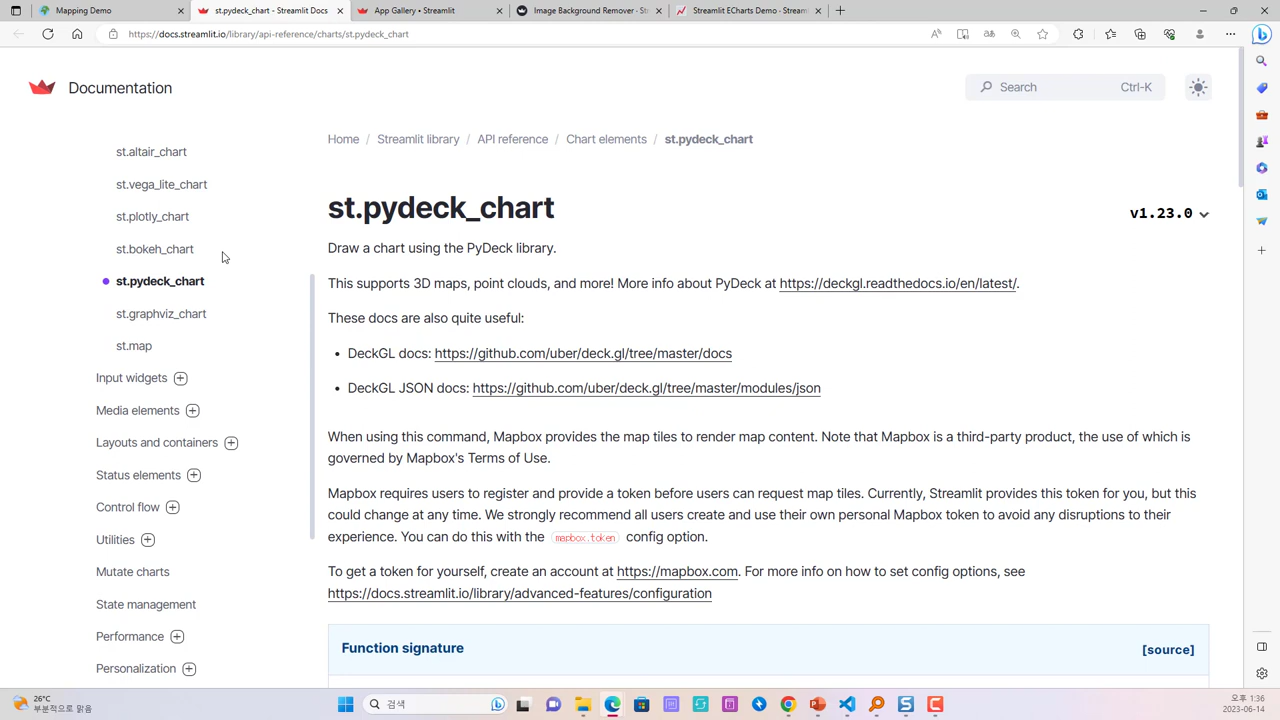 Mapping Demo
st.pydeck_chart - Streamlit Docs
App Gallery • Streamlit
Image Background Remover · Stre
Streamlit ECharts Demo · Streaml
https://docs.streamlit.io/library/api-reference/charts/st.pydeck_chart
Documentation
Search
Ctrl-K
st.altair_chart
st.vega_lite_chart
st.plotly_chart
st.bokeh_chart
st.pydeck_chart
st.graphviz_chart
st.map
Input widgets
Media elements
Layouts and containers
Status elements
Control flow
Utilities
Mutate charts
State management
Performance
Personalization
Home / Streamlit library / API reference / Chart elements / st.pydeck_chart
st.pydeck_chart
v1.23.0
Draw a chart using the PyDeck library.
This supports 3D maps, point clouds, and more! More info about PyDeck at https://deckgl.readthedocs.io/en/latest/.
These docs are also quite useful:
• DeckGL docs: https://github.com/uber/deck.gl/tree/master/docs
• DeckGL JSON docs: https://github.com/uber/deck.gl/tree/master/modules/json
When using this command, Mapbox provides the map tiles to render map content. Note that Mapbox is a third-party product, the use of which is
governed by Mapbox's Terms of Use.
Mapbox requires users to register and provide a token before users can request map tiles. Currently, Streamlit provides this token for you, but this
could change at any time. We strongly recommend all users create and use their own personal Mapbox token to avoid any disruptions to their
experience. You can do this with the mapbox.token config option.
To get a token for yourself, create an account at https://mapbox.com. For more info on how to set config options, see
https://docs.streamlit.io/library/advanced-features/configuration
Function signature
[source]
26°C
부분적으로 맑음
검색
오후 1:36
2023-06-14